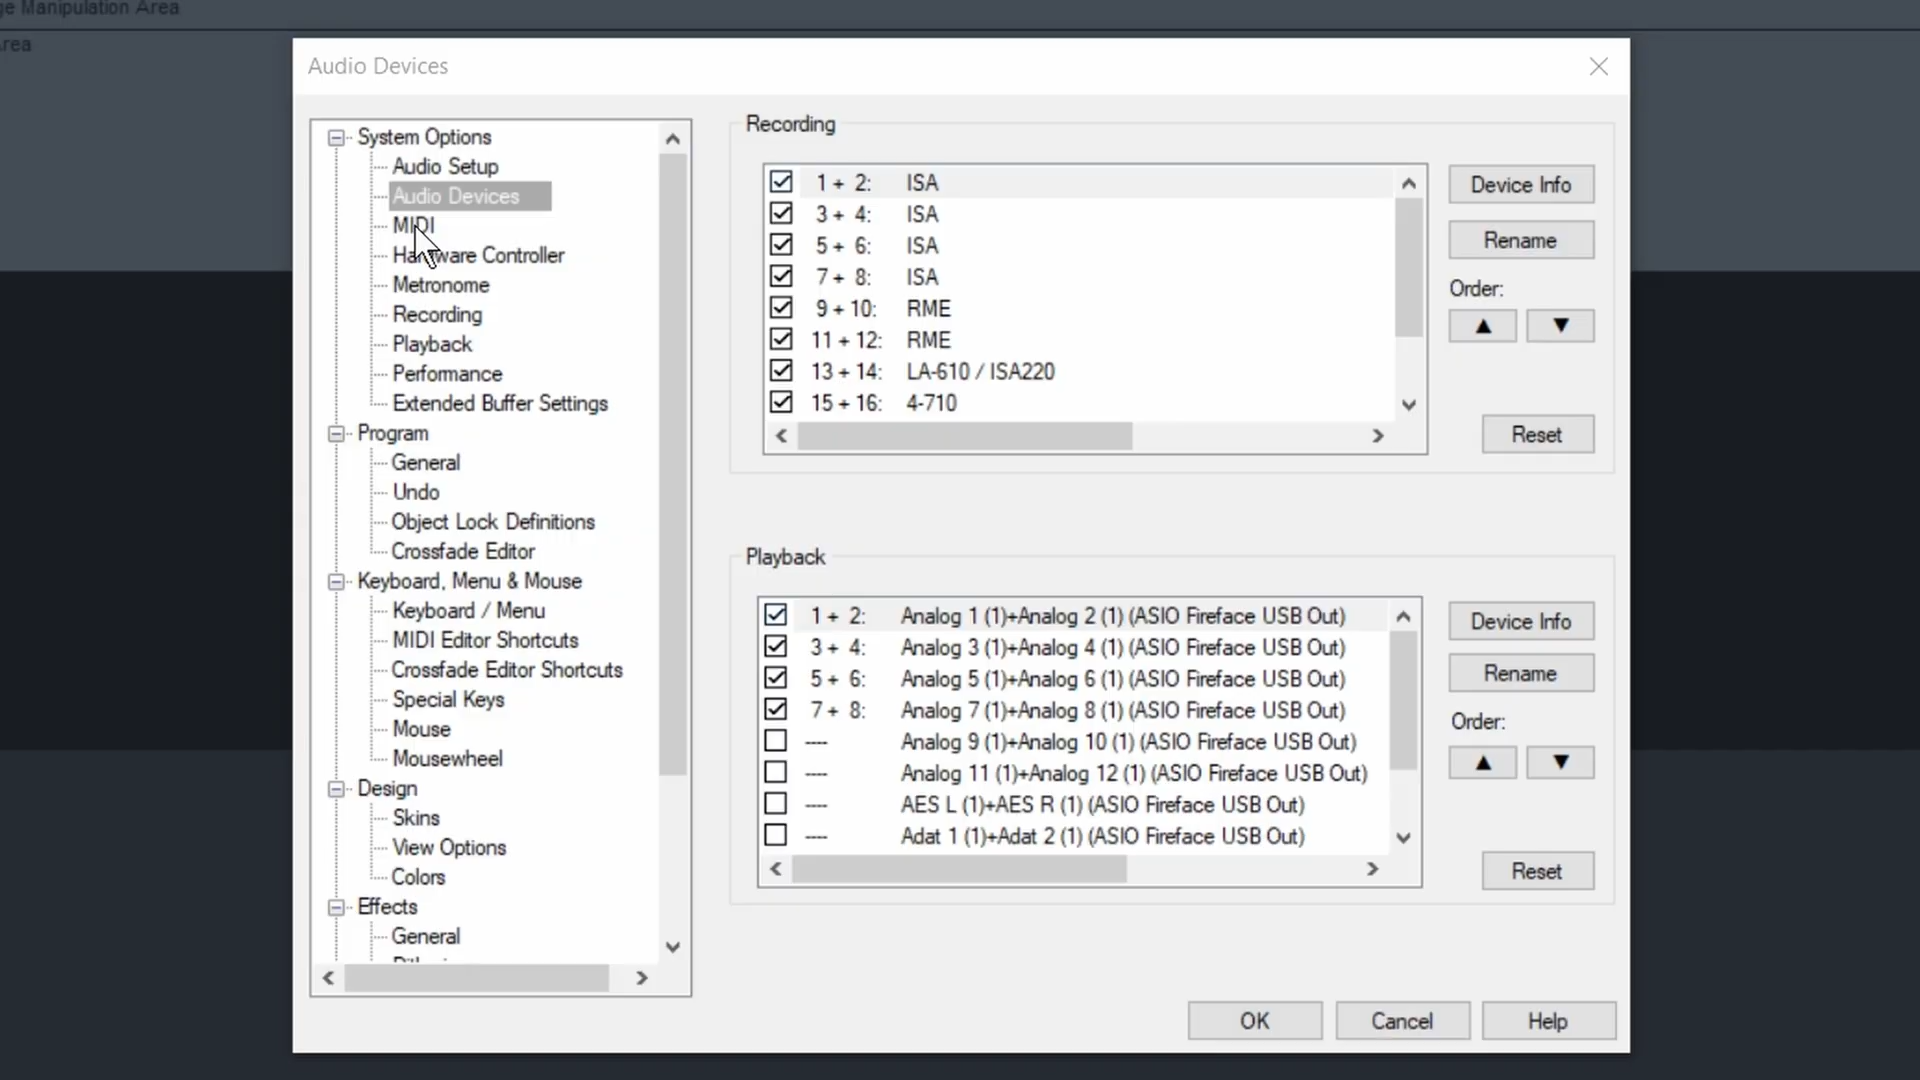 ge Manipulation Area
Area
Audio Devices
System Options
Audio Setup
Audio Devices
MIDI
Hardware Controller
Metronome
Recording
Playback
Performance
Extended Buffer Settings
Program
General
Undo
Object Lock Definitions
Crossfade Editor
Keyboard, Menu & Mouse
Keyboard / Menu
MIDI Editor Shortcuts
Crossfade Editor Shortcuts
Special Keys
Mouse
Mousewheel
Design
Skins
View Options
Colors
Effects
General
Recording
1 + 2: ISA
3 + 4: ISA
5 + 6: ISA
7 + 8: ISA
9 + 10: RME
11 + 12: RME
13 + 14: LA-610 / ISA220
15 + 16: 4-710
Device Info
Rename
Order:
Reset
Playback
1 + 2: Analog 1 (1)+Analog 2 (1) (ASIO Fireface USB Out)
3 + 4: Analog 3 (1)+Analog 4 (1) (ASIO Fireface USB Out)
5 + 6: Analog 5 (1)+Analog 6 (1) (ASIO Fireface USB Out)
7 + 8: Analog 7 (1)+Analog 8 (1) (ASIO Fireface USB Out)
---- Analog 9 (1)+Analog 10 (1) (ASIO Fireface USB Out)
---- Analog 11 (1)+Analog 12 (1) (ASIO Fireface USB Out)
---- AES L (1)+AES R (1) (ASIO Fireface USB Out)
---- Adat 1 (1)+Adat 2 (1) (ASIO Fireface USB Out)
Device Info
Rename
Order:
Reset
OK
Cancel
Help